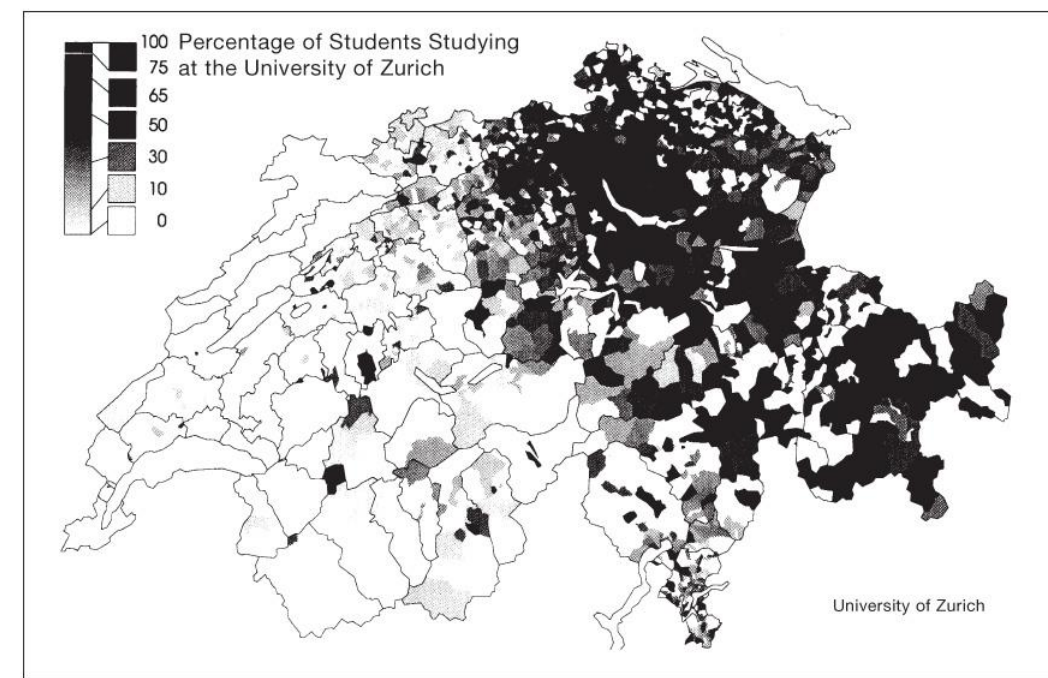 100 Percentage of Students Studying
75 at the University of Zurich
65
50
30
10
0
University of Zurich